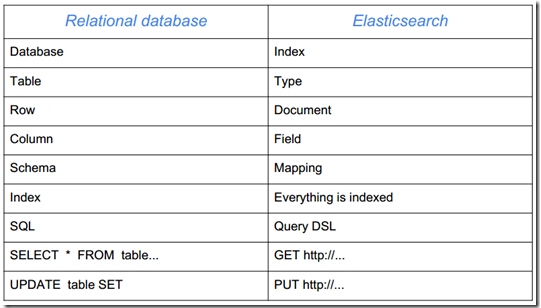 Relational database Elasticsearch
Database Index
Table Type
Row Document
Column Field
Schema Mapping
Index Everything is indexed
SQL Query DSL
SELECT * FROM table... GET http://...
UPDATE table SET PUT http://...